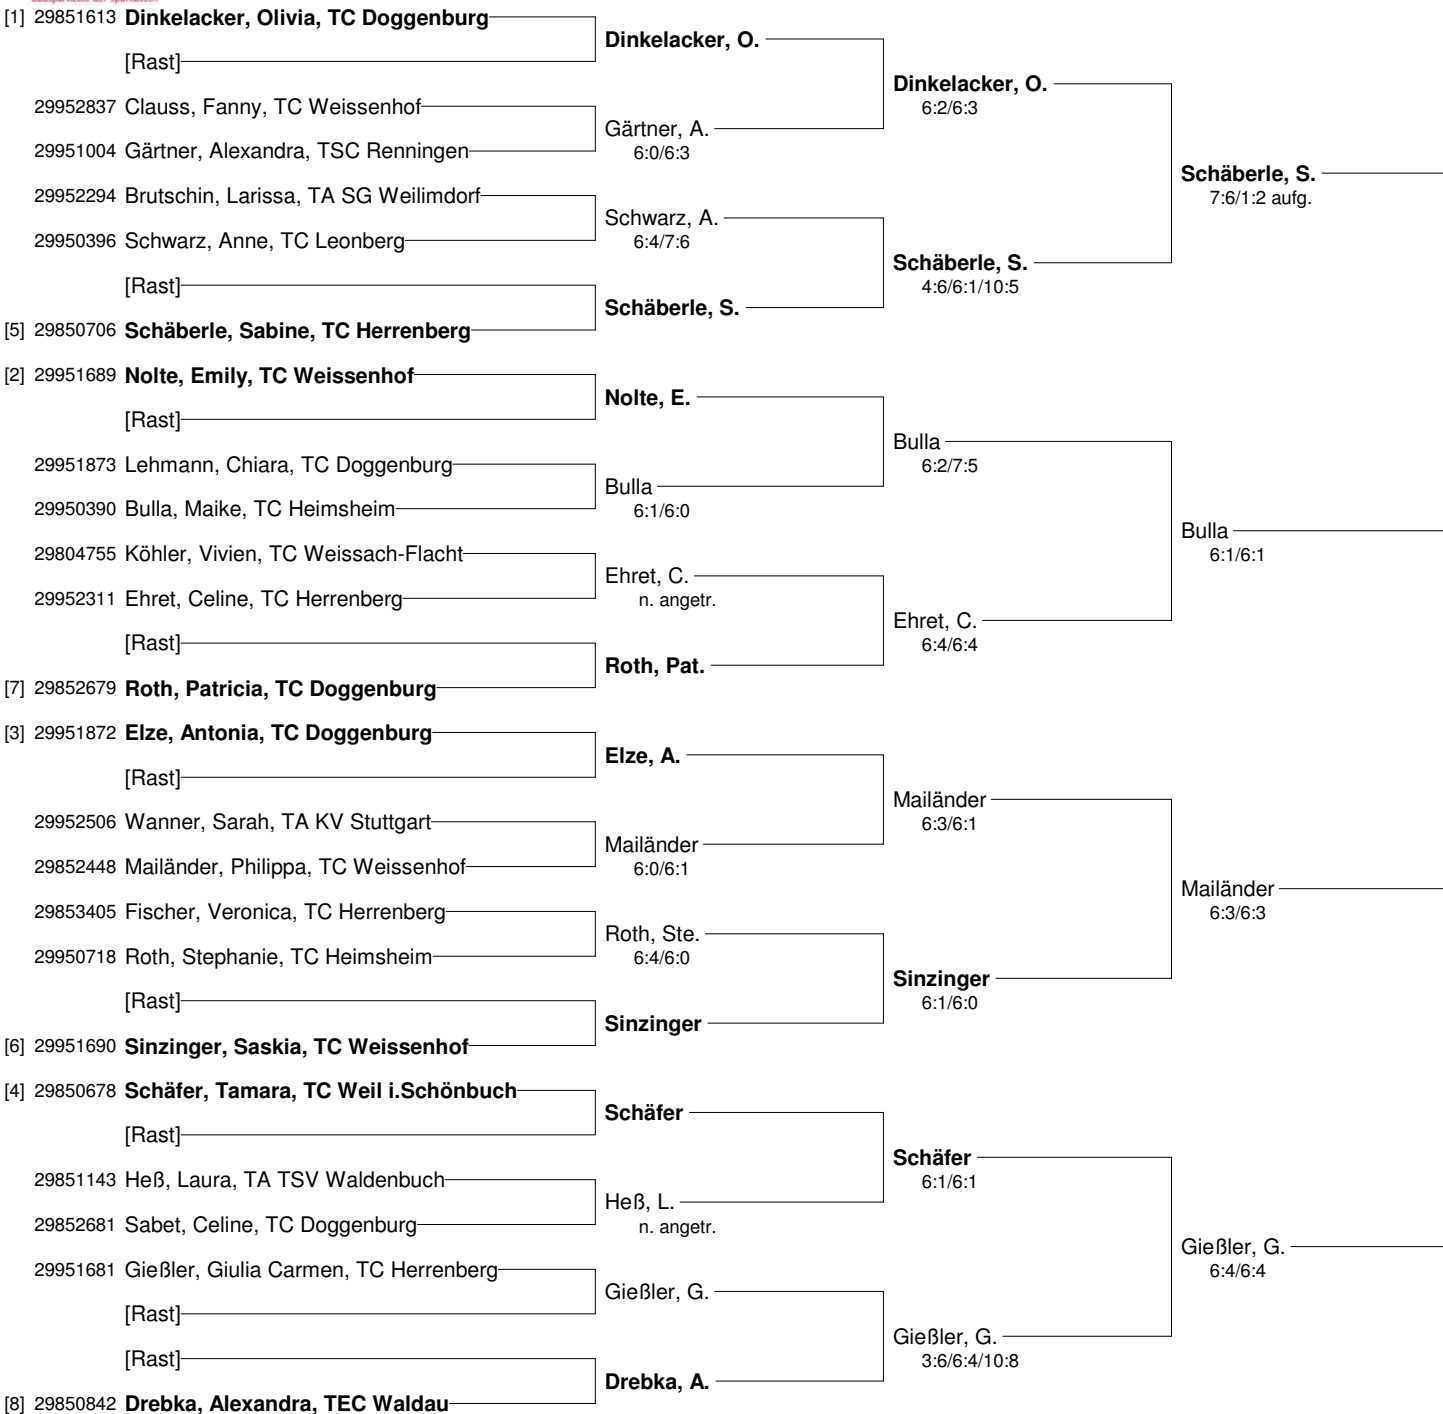 [1] 29851613 Dinkelacker, Olivia, TC Doggenburg
Dinkelacker, O.
[Rast]
Dinkelacker, O.
6:2/6:3
29952837 Clauss, Fanny, TC Weissenhof
Gärtner, A.
6:0/6:3
29951004 Gärtner, Alexandra, TSC Renningen
Schäberle, S.
7:6/1:2 aufg.
29952294 Brutschin, Larissa, TA SG Weilimdorf
Schwarz, A.
6:4/7:6
29950396 Schwarz, Anne, TC Leonberg
Schäberle, S.
4:6/6:1/10:5
[Rast]
Schäberle, S.
[5] 29850706 Schäberle, Sabine, TC Herrenberg
[2] 29951689 Nolte, Emily, TC Weissenhof
Nolte, E.
[Rast]
Bulla
6:2/7:5
29951873 Lehmann, Chiara, TC Doggenburg
Bulla
6:1/6:0
29950390 Bulla, Maike, TC Heimsheim
Bulla
6:1/6:1
29804755 Köhler, Vivien, TC Weissach-Flacht
Ehret, C.
n. angetr.
29952311 Ehret, Celine, TC Herrenberg
Ehret, C.
6:4/6:4
[Rast]
Roth, Pat.
[7] 29852679 Roth, Patricia, TC Doggenburg
[3] 29951872 Elze, Antonia, TC Doggenburg
Elze, A.
[Rast]
Mailänder
6:3/6:1
29952506 Wanner, Sarah, TA KV Stuttgart
Mailänder
6:0/6:1
29852448 Mailänder, Philippa, TC Weissenhof
Mailänder
6:3/6:3
29853405 Fischer, Veronica, TC Herrenberg
Roth, Ste.
6:4/6:0
29950718 Roth, Stephanie, TC Heimsheim
Sinzinger
6:1/6:0
[Rast]
Sinzinger
[6] 29951690 Sinzinger, Saskia, TC Weissenhof
[4] 29850678 Schäfer, Tamara, TC Weil i.Schönbuch
Schäfer
[Rast]
Schäfer
6:1/6:1
29851143 Heß, Laura, TA TSV Waldenbuch
Heß, L.
n. angetr.
29852681 Sabet, Celine, TC Doggenburg
Gießler, G.
6:4/6:4
29951681 Gießler, Giulia Carmen, TC Herrenberg
Gießler, G.
[Rast]
Gießler, G.
3:6/6:4/10:8
[Rast]
Drebka, A.
[8] 29850842 Drebka, Alexandra, TEC Waldau